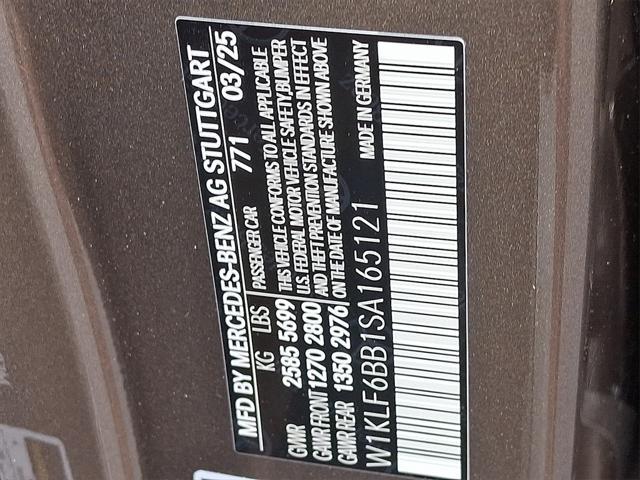 MFD BY MERCEDES-BENZ AG STUTTGART
KG LBS PASSENGER CAR 771 03/25
GVWR 2585 5699 THIS VEHICLE CONFORMS TO ALL APPLICABLE
GAWR FRONT 1270 2800 U.S. FEDERAL MOTOR VEHICLE SAFETY, BUMPER
GAWR REAR 1350 2976 AND THEFT PREVENTION STANDARDS IN EFFECT
ON THE DATE OF MANUFACTURE SHOWN ABOVE
W1KLF6BB1SA165121 MADE IN GERMANY